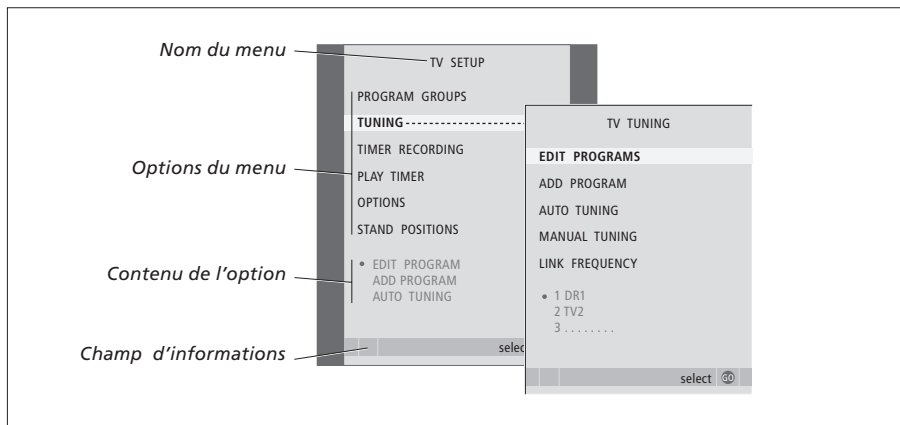 Nom du menu
TV SETUP
PROGRAM GROUPS
TUNING
TIMER RECORDING
Options du menu
PLAY TIMER
OPTIONS
STAND POSITIONS
Contenu de l'option
• EDIT PROGRAM
ADD PROGRAM
AUTO TUNING
Champ d'informations
selec
TV TUNING
EDIT PROGRAMS
ADD PROGRAM
AUTO TUNING
MANUAL TUNING
LINK FREQUENCY
• 1 DR1
2 TV2
3 . . . . . . . .
select GO